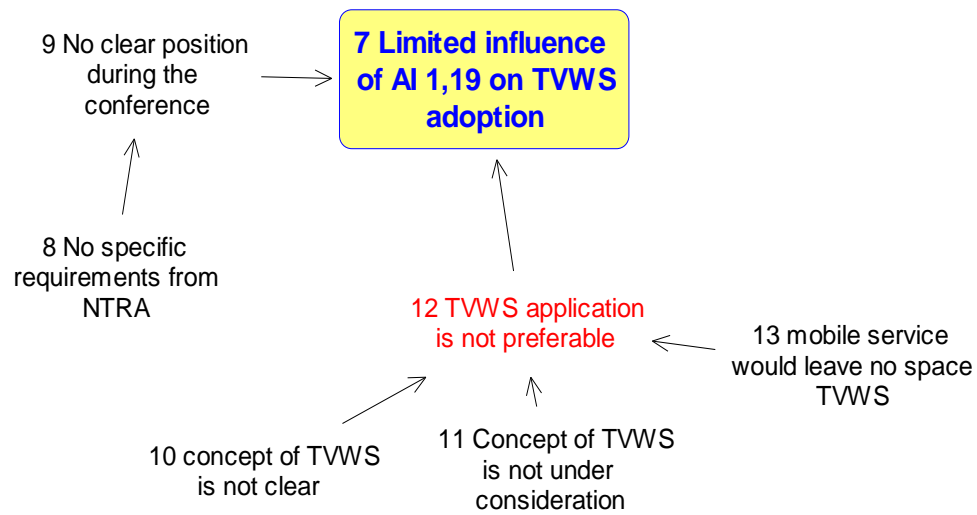 9 No clear position
during the
conference
7 Limited influence
of AI 1,19 on TVWS
adoption
8 No specific
requirements from
NTRA
12 TVWS application
is not preferable
13 mobile service
would leave no space
TVWS
10 concept of TVWS
is not clear
11 Concept of TVWS
is not under
consideration